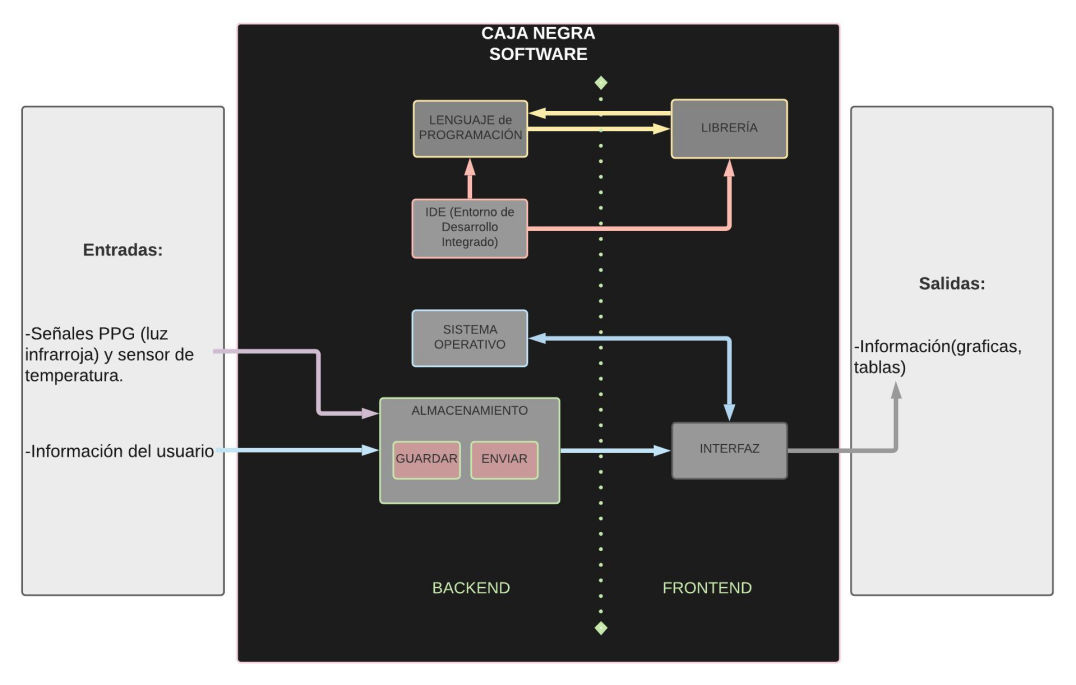 CAJA NEGRA
SOFTWARE
LENGUAJE de
PROGRAMACIÓN
LIBRERÍA
IDE (Entorno de
Desarrollo
Integrado)
Entradas:
-Señales PPG (luz
infrarroja) y sensor de
temperatura.
-Información del usuario
SISTEMA
OPERATIVO
ALMACENAMIENTO
GUARDAR
ENVIAR
INTERFAZ
Salidas:
-Información(graficas,
tablas)
BACKEND
FRONTEND